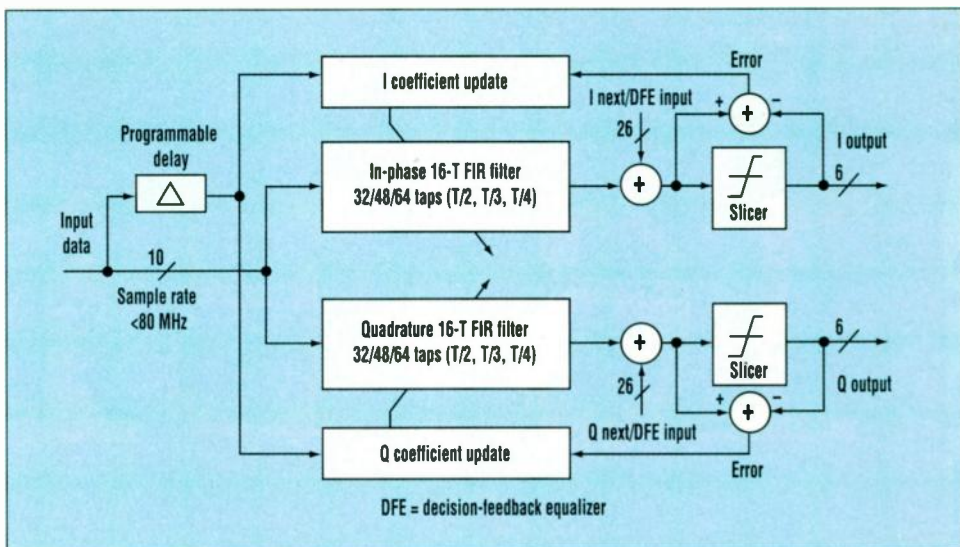 Error
I coefficient update
I next/DFE input
+ −
+
Programmable
delay
26
I output
Δ
In-phase 16-T FIR filter
32/48/64 taps (T/2, T/3, T/4)
+
6
Slicer
Input
data
10
Sample rate
<80 MHz
Quadrature 16-T FIR filter
32/48/64 taps (T/2, T/3, T/4)
+
6
Slicer
26
+ −
+
Q output
Q next/DFE input
Q coefficient update
Error
DFE = decision-feedback equalizer